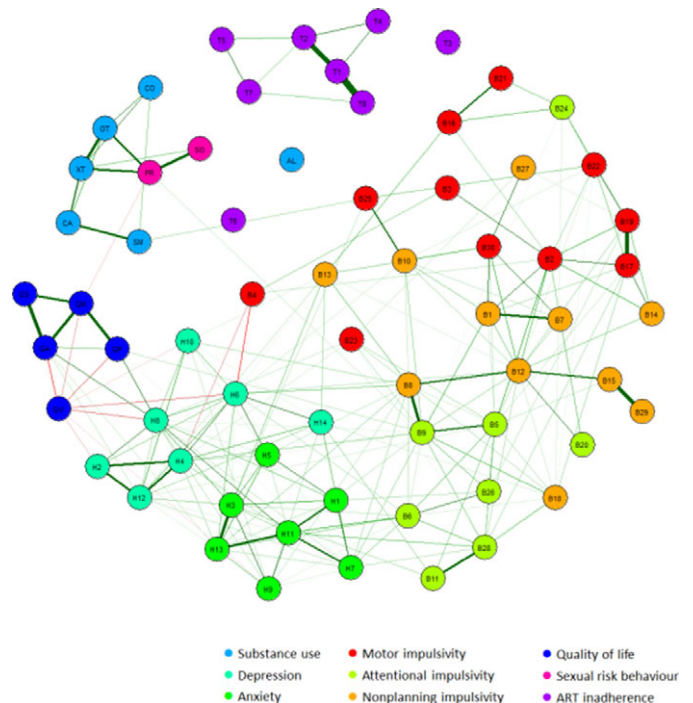 T4
T5
T2
T3
T1
T7
T0
B21
CO
B24
OT
B16
SO
AL
B22
XT
PR
B27
B3
B25
B19
CA
T6
SM
B30
B2
B10
B17
B13
B4
B14
B1
B7
B23
H10
B12
B15
B8
H6
B29
H8
H14
B5
B9
H4
B20
H2
H5
H12
B26
B18
H3
H1
B6
H11
H13
B28
H7
B11
H9
Substance use
Motor impulsivity
Quality of life
Depression
Attentional impulsivity
Sexual risk behaviour
Anxiety
Nonplanning impulsivity
ART inadherence